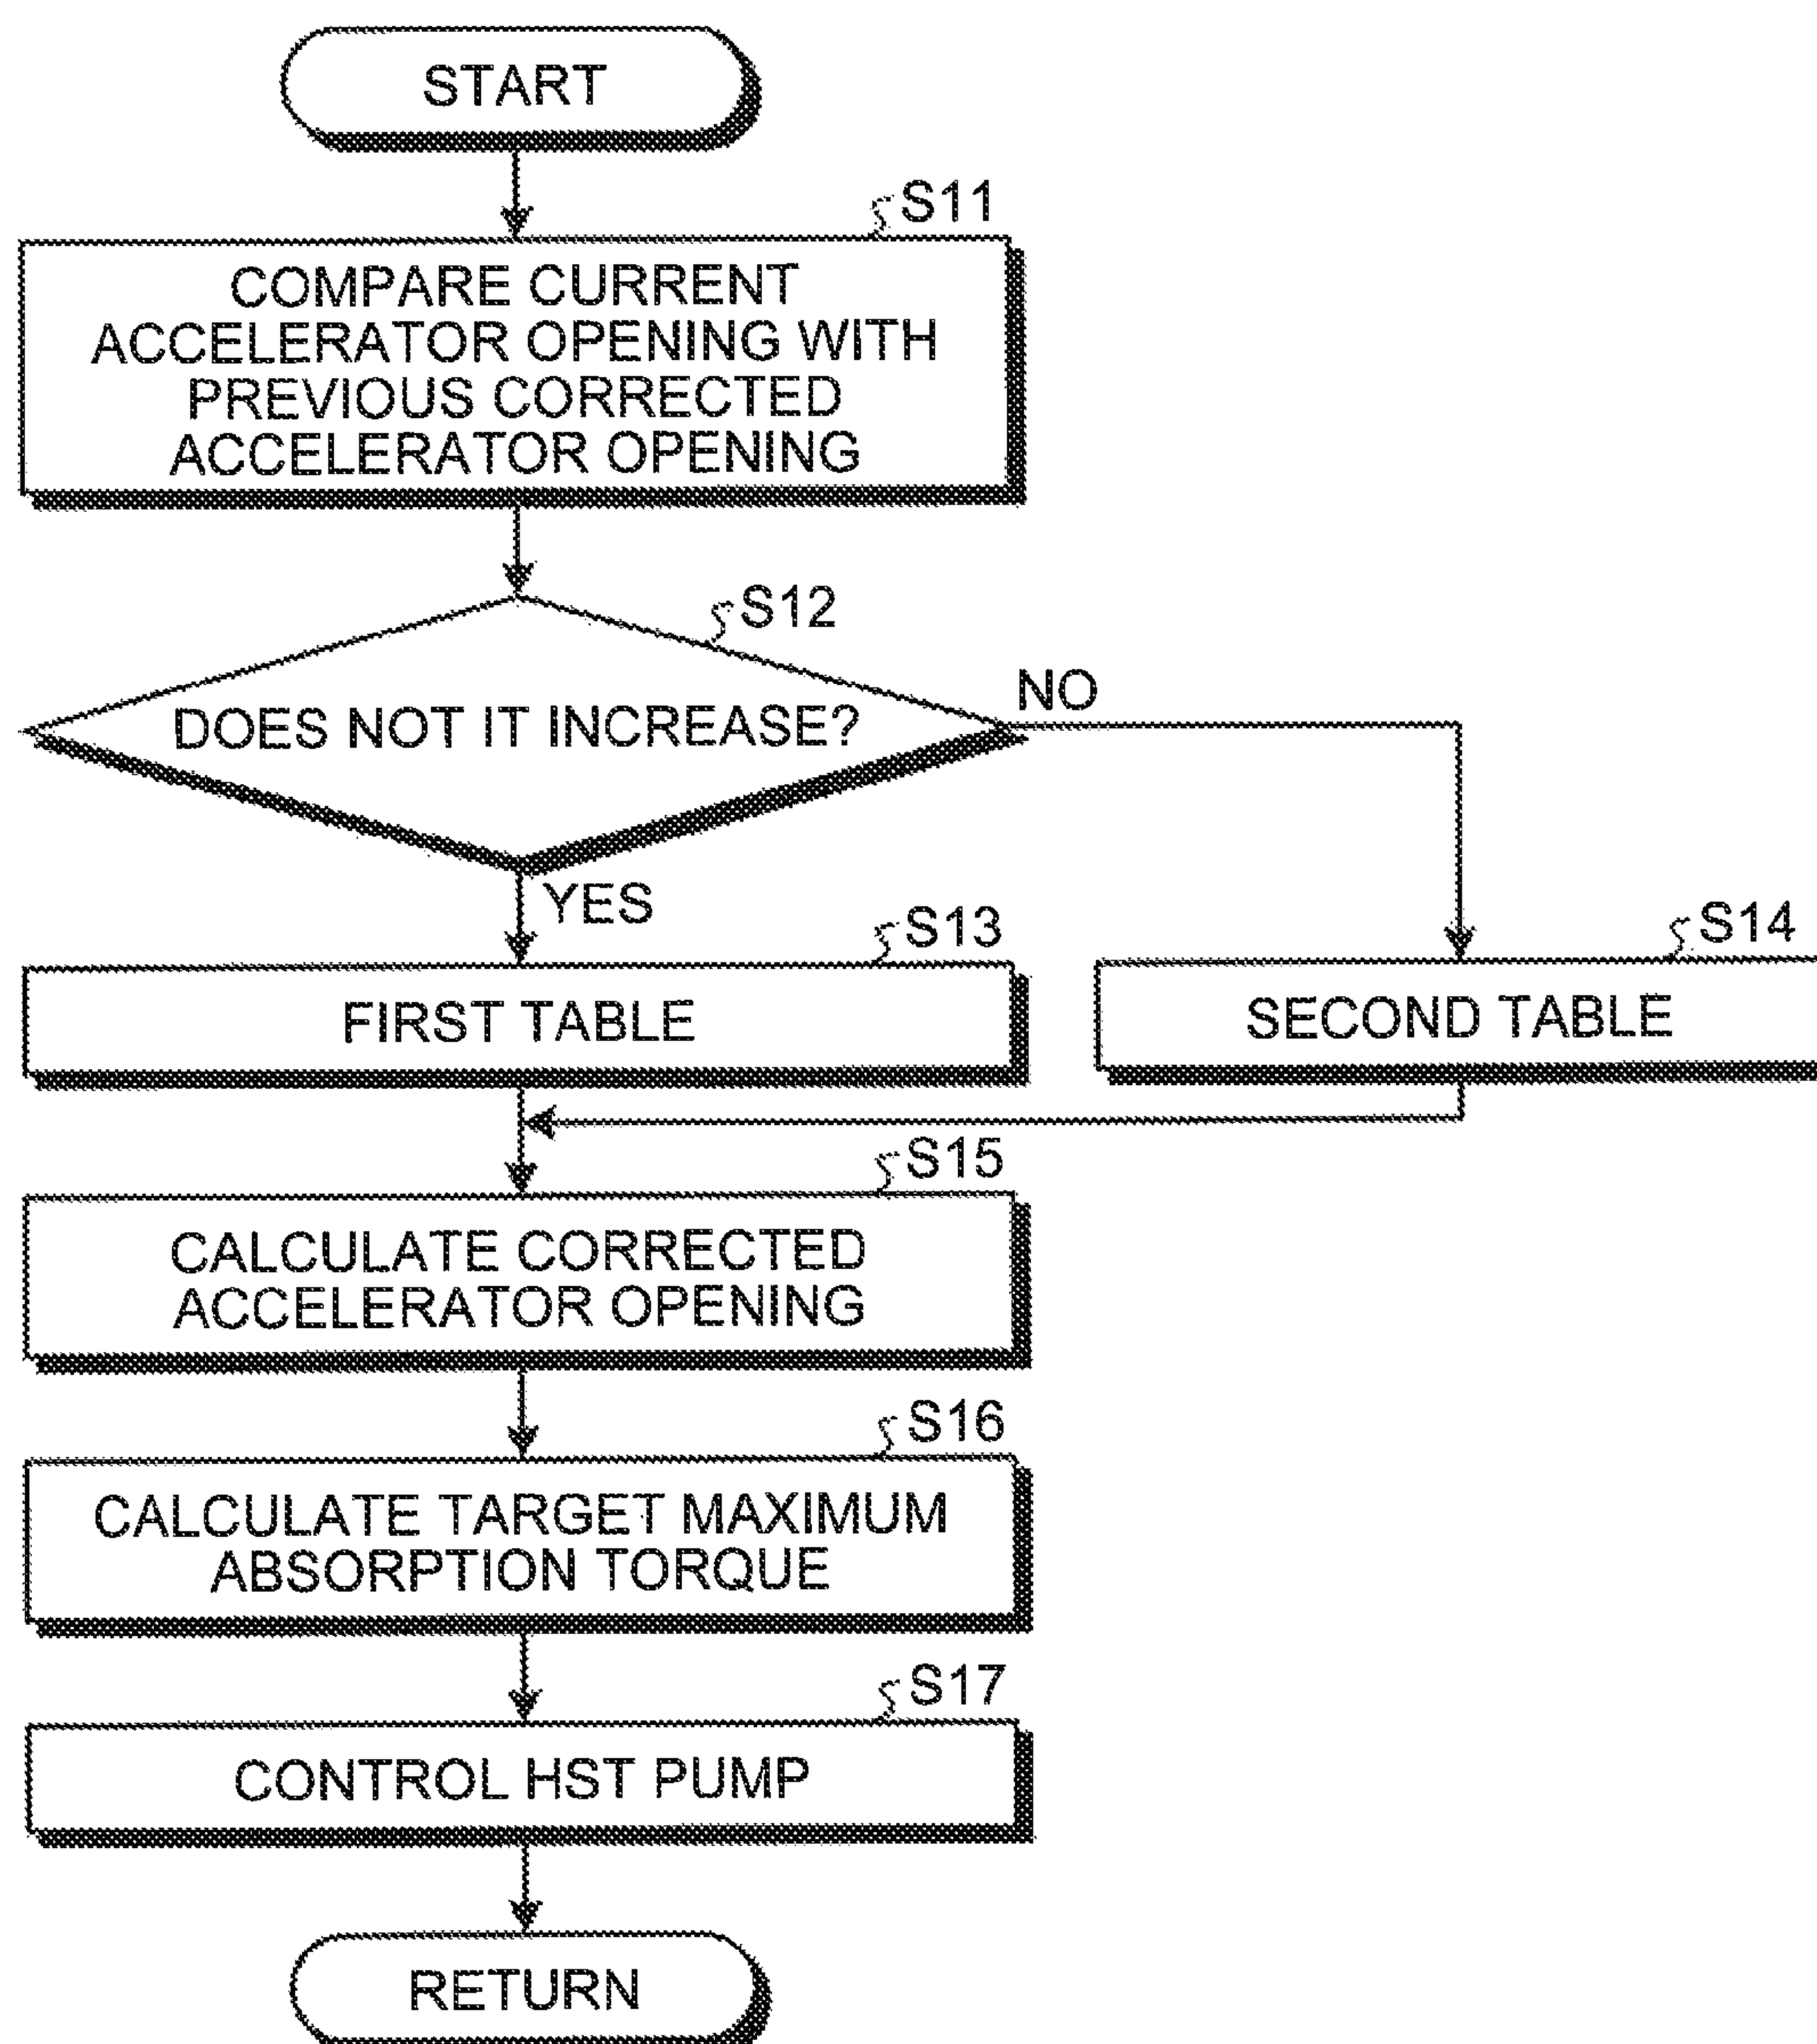 START
S11
COMPARE CURRENT
ACCELERATOR OPENING WITH
PREVIOUS CORRECTED
ACCELERATOR OPENING
S12
DOES NOT IT INCREASE?
NO
YES
S13
FIRST TABLE
S14
SECOND TABLE
S15
CALCULATE CORRECTED
ACCELERATOR OPENING
S16
CALCULATE TARGET MAXIMUM
ABSORPTION TORQUE
S17
CONTROL HST PUMP
RETURN